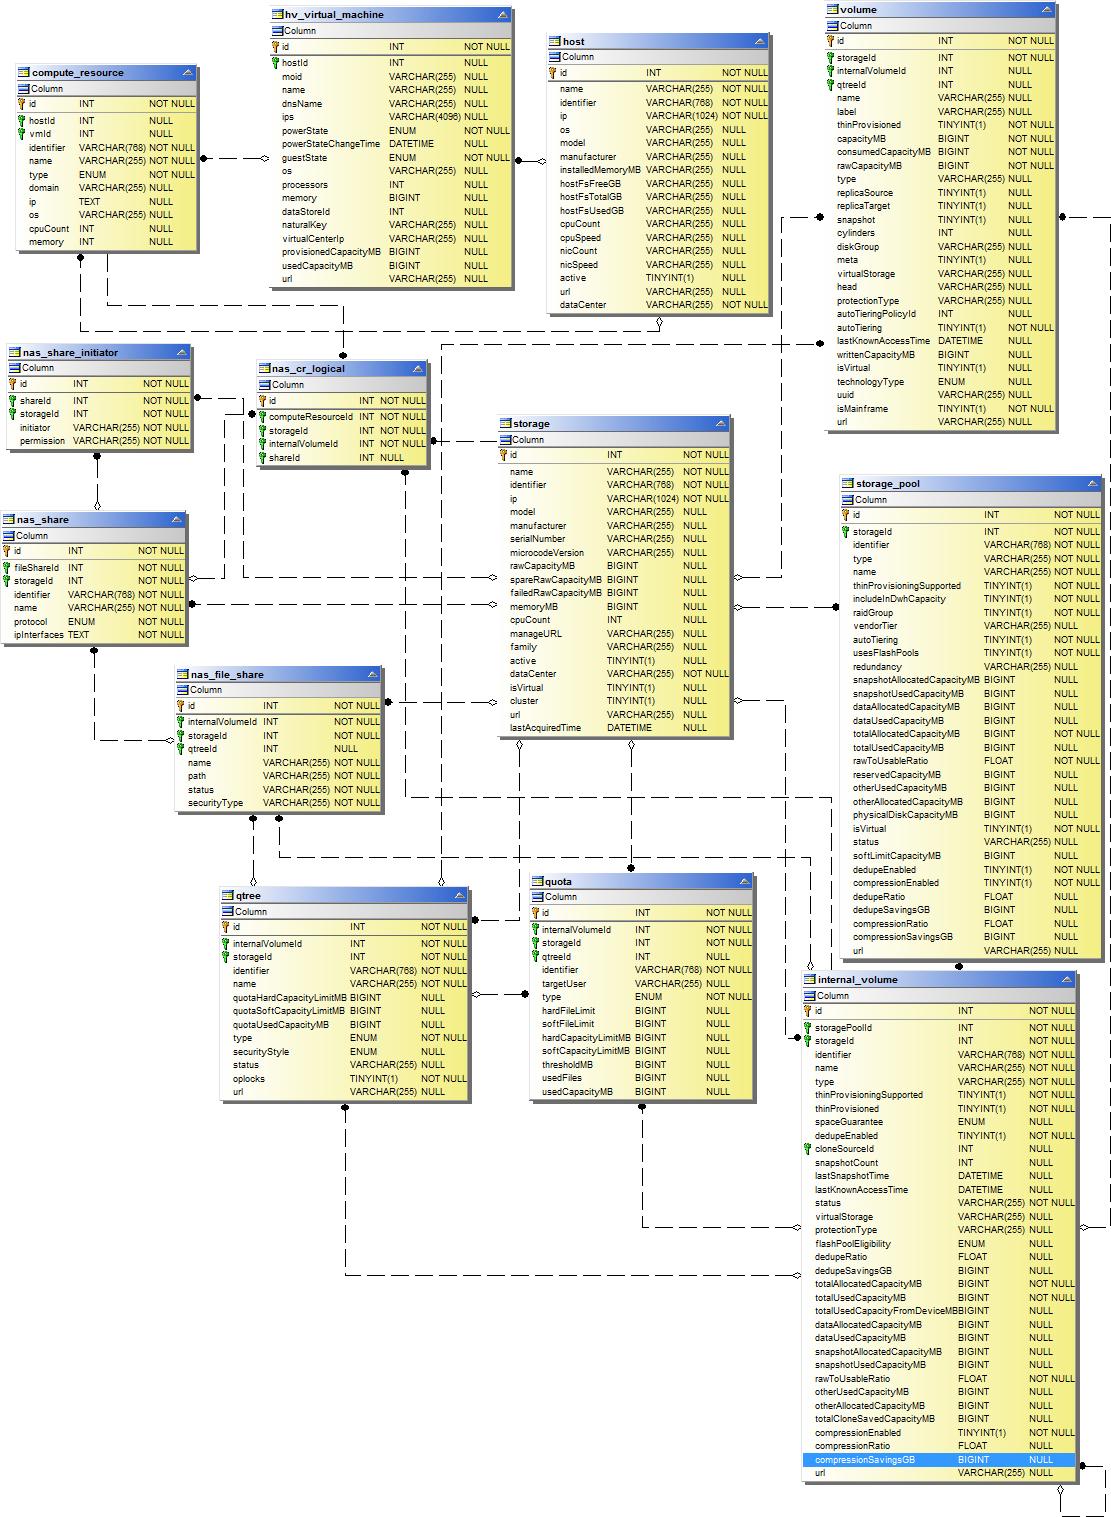 compute_resource
Column
id INT NOT NULL
hostId INT NULL
vmId INT NULL
identifier VARCHAR(768) NOT NULL
name VARCHAR(255) NOT NULL
type ENUM NOT NULL
domain VARCHAR(255) NULL
ip TEXT NULL
os VARCHAR(255) NULL
cpuCount INT NULL
memory INT NULL
hv_virtual_machine
Column
id INT NOT NULL
hostId INT NULL
moid VARCHAR(255) NULL
name VARCHAR(255) NULL
dnsName VARCHAR(255) NULL
ips VARCHAR(4096) NULL
powerState ENUM NOT NULL
powerStateChangeTime DATETIME NULL
guestState ENUM NOT NULL
os VARCHAR(255) NULL
processors INT NULL
memory BIGINT NULL
dataStoreId INT NULL
naturalKey VARCHAR(255) NULL
virtualCenterIp VARCHAR(255) NULL
provisionedCapacityMB BIGINT NULL
usedCapacityMB BIGINT NULL
url VARCHAR(255) NULL
host
Column
id INT NOT NULL
name VARCHAR(255) NOT NULL
identifier VARCHAR(768) NOT NULL
ip VARCHAR(1024) NOT NULL
os VARCHAR(255) NULL
model VARCHAR(255) NULL
manufacturer VARCHAR(255) NULL
installedMemoryMB VARCHAR(255) NULL
hostFsFreeGB VARCHAR(255) NULL
hostFsTotalGB VARCHAR(255) NULL
hostFsUsedGB VARCHAR(255) NULL
cpuCount VARCHAR(255) NULL
cpuSpeed VARCHAR(255) NULL
nicCount VARCHAR(255) NULL
nicSpeed VARCHAR(255) NULL
active TINYINT(1) NULL
url VARCHAR(255) NULL
dataCenter VARCHAR(255) NOT NULL
volume
Column
id INT NOT NULL
storageId INT NOT NULL
internalVolumeId INT NULL
qtreeId INT NULL
name VARCHAR(255) NULL
label VARCHAR(255) NULL
thinProvisioned TINYINT(1) NOT NULL
capacityMB BIGINT NOT NULL
consumedCapacityMB BIGINT NOT NULL
rawCapacityMB BIGINT NOT NULL
type VARCHAR(255) NULL
replicaSource TINYINT(1) NULL
replicaTarget TINYINT(1) NULL
snapshot TINYINT(1) NULL
cylinders INT NULL
diskGroup VARCHAR(255) NULL
meta TINYINT(1) NULL
virtualStorage VARCHAR(255) NULL
head VARCHAR(255) NULL
protectionType VARCHAR(255) NULL
autoTieringPolicyId INT NULL
autoTiering TINYINT(1) NOT NULL
lastKnownAccessTime DATETIME NULL
writtenCapacityMB BIGINT NULL
isVirtual TINYINT(1) NULL
technologyType ENUM NULL
uuid VARCHAR(255) NULL
isMainframe TINYINT(1) NOT NULL
url VARCHAR(255) NULL
nas_share_initiator
Column
id INT NOT NULL
shareId INT NOT NULL
storageId INT NOT NULL
initiator VARCHAR(255) NOT NULL
permission VARCHAR(255) NOT NULL
nas_cr_logical
Column
id INT NOT NULL
computeResourceId INT NOT NULL
storageId INT NOT NULL
internalVolumeId INT NOT NULL
shareId INT NULL
storage
Column
id INT NOT NULL
name VARCHAR(255) NOT NULL
identifier VARCHAR(768) NOT NULL
ip VARCHAR(1024) NOT NULL
model VARCHAR(255) NULL
manufacturer VARCHAR(255) NULL
serialNumber VARCHAR(255) NULL
microcodeVersion VARCHAR(255) NULL
rawCapacityMB BIGINT NULL
spareRawCapacityMB BIGINT NULL
failedRawCapacityMB BIGINT NULL
memoryMB BIGINT NULL
cpuCount INT NULL
manageURL VARCHAR(255) NULL
family VARCHAR(255) NULL
active TINYINT(1) NULL
dataCenter VARCHAR(255) NOT NULL
isVirtual TINYINT(1) NULL
cluster TINYINT(1) NULL
url VARCHAR(255) NULL
lastAcquiredTime DATETIME NULL
storage_pool
Column
id INT NOT NULL
storageId INT NOT NULL
identifier VARCHAR(768) NOT NULL
type VARCHAR(255) NOT NULL
name VARCHAR(255) NOT NULL
thinProvisioningSupported TINYINT(1) NOT NULL
includeInDwhCapacity TINYINT(1) NOT NULL
raidGroup TINYINT(1) NOT NULL
vendorTier VARCHAR(255) NULL
autoTiering TINYINT(1) NOT NULL
usesFlashPools TINYINT(1) NOT NULL
redundancy VARCHAR(255) NULL
snapshotAllocatedCapacityMB BIGINT NULL
snapshotUsedCapacityMB BIGINT NULL
dataAllocatedCapacityMB BIGINT NULL
dataUsedCapacityMB BIGINT NULL
totalAllocatedCapacityMB BIGINT NOT NULL
totalUsedCapacityMB BIGINT NULL
rawToUsableRatio FLOAT NOT NULL
reservedCapacityMB BIGINT NULL
otherUsedCapacityMB BIGINT NULL
otherAllocatedCapacityMB BIGINT NULL
physicalDiskCapacityMB BIGINT NULL
isVirtual TINYINT(1) NOT NULL
status VARCHAR(255) NULL
softLimitCapacityMB BIGINT NULL
dedupeEnabled TINYINT(1) NOT NULL
compressionEnabled TINYINT(1) NOT NULL
dedupeRatio FLOAT NULL
dedupeSavingsGB BIGINT NULL
compressionRatio FLOAT NULL
compressionSavingsGB BIGINT NULL
url VARCHAR(255) NULL
nas_share
Column
id INT NOT NULL
fileShareId INT NOT NULL
storageId INT NOT NULL
identifier VARCHAR(768) NOT NULL
name VARCHAR(255) NOT NULL
protocol ENUM NOT NULL
ipInterfaces TEXT NOT NULL
nas_file_share
Column
id INT NOT NULL
internalVolumeId INT NOT NULL
storageId INT NOT NULL
qtreeId INT NULL
name VARCHAR(255) NOT NULL
path VARCHAR(255) NOT NULL
status VARCHAR(255) NOT NULL
securityType VARCHAR(255) NOT NULL
qtree
Column
id INT NOT NULL
internalVolumeId INT NOT NULL
storageId INT NOT NULL
identifier VARCHAR(768) NOT NULL
name VARCHAR(255) NOT NULL
quotaHardCapacityLimitMB BIGINT NULL
quotaSoftCapacityLimitMB BIGINT NULL
quotaUsedCapacityMB BIGINT NULL
type ENUM NOT NULL
securityStyle ENUM NULL
status VARCHAR(255) NULL
oplocks TINYINT(1) NOT NULL
url VARCHAR(255) NULL
quota
Column
id INT NOT NULL
internalVolumeId INT NOT NULL
storageId INT NOT NULL
qtreeId INT NULL
identifier VARCHAR(768) NOT NULL
targetUser VARCHAR(255) NULL
type ENUM NOT NULL
hardFileLimit BIGINT NULL
softFileLimit BIGINT NULL
hardCapacityLimitMB BIGINT NULL
softCapacityLimitMB BIGINT NULL
thresholdMB BIGINT NULL
usedFiles BIGINT NULL
usedCapacityMB BIGINT NULL
internal_volume
Column
id INT NOT NULL
storagePoolId INT NOT NULL
storageId INT NOT NULL
identifier VARCHAR(768) NOT NULL
name VARCHAR(255) NOT NULL
type VARCHAR(255) NOT NULL
thinProvisioningSupported TINYINT(1) NOT NULL
thinProvisioned TINYINT(1) NOT NULL
spaceGuarantee ENUM NULL
dedupeEnabled TINYINT(1) NOT NULL
cloneSourceId INT NULL
snapshotCount INT NULL
lastSnapshotTime DATETIME NULL
lastKnownAccessTime DATETIME NULL
status VARCHAR(255) NOT NULL
virtualStorage VARCHAR(255) NULL
protectionType VARCHAR(255) NULL
flashPoolEligibility ENUM NULL
dedupeRatio FLOAT NULL
dedupeSavingsGB BIGINT NULL
totalAllocatedCapacityMB BIGINT NOT NULL
totalUsedCapacityMB BIGINT NOT NULL
totalUsedCapacityFromDeviceMB BIGINT NULL
dataAllocatedCapacityMB BIGINT NULL
dataUsedCapacityMB BIGINT NULL
snapshotAllocatedCapacityMB BIGINT NULL
snapshotUsedCapacityMB BIGINT NULL
rawToUsableRatio FLOAT NOT NULL
otherUsedCapacityMB BIGINT NULL
otherAllocatedCapacityMB BIGINT NULL
totalCloneSavedCapacityMB BIGINT NULL
compressionEnabled TINYINT(1) NOT NULL
compressionRatio FLOAT NULL
compressionSavingsGB BIGINT NULL
url VARCHAR(255) NULL